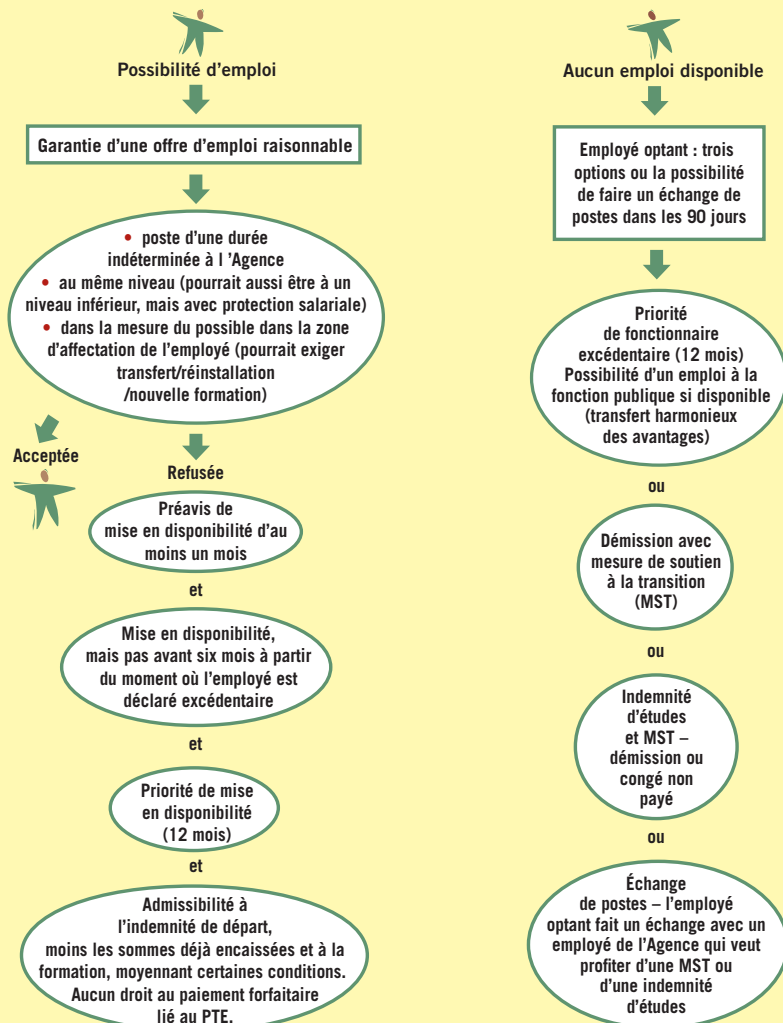 Possibilité d'emploi
Garantie d'une offre d'emploi raisonnable
• poste d'une durée
indéterminée à l 'Agence
• au même niveau (pourrait aussi être à un
niveau inférieur, mais avec protection salariale)
• dans la mesure du possible dans la zone
d'affectation de l'employé (pourrait exiger
transfert/réinstallation
/nouvelle formation)
Acceptée
Refusée
Préavis de
mise en disponibilité d'au
moins un mois
et
Mise en disponibilité,
mais pas avant six mois à partir
du moment où l'employé est
déclaré excédentaire
et
Priorité de mise
en disponibilité
(12 mois)
et
Admissibilité à
l'indemnité de départ,
moins les sommes déjà encaissées et à la
formation, moyennant certaines conditions.
Aucun droit au paiement forfaitaire
lié au PTE.
Aucun emploi disponible
Employé optant : trois
options ou la possibilité
de faire un échange de
postes dans les 90 jours
Priorité
de fonctionnaire
excédentaire (12 mois)
Possibilité d'un emploi à la
fonction publique si disponible
(transfert harmonieux
des avantages)
ou
Démission avec
mesure de soutien
à la transition
(MST)
ou
Indemnité
d'études
et MST –
démission ou
congé non
payé
ou
Échange
de postes – l'employé
optant fait un échange avec un
employé de l'Agence qui veut
profiter d'une MST ou
d'une indemnité
d'études